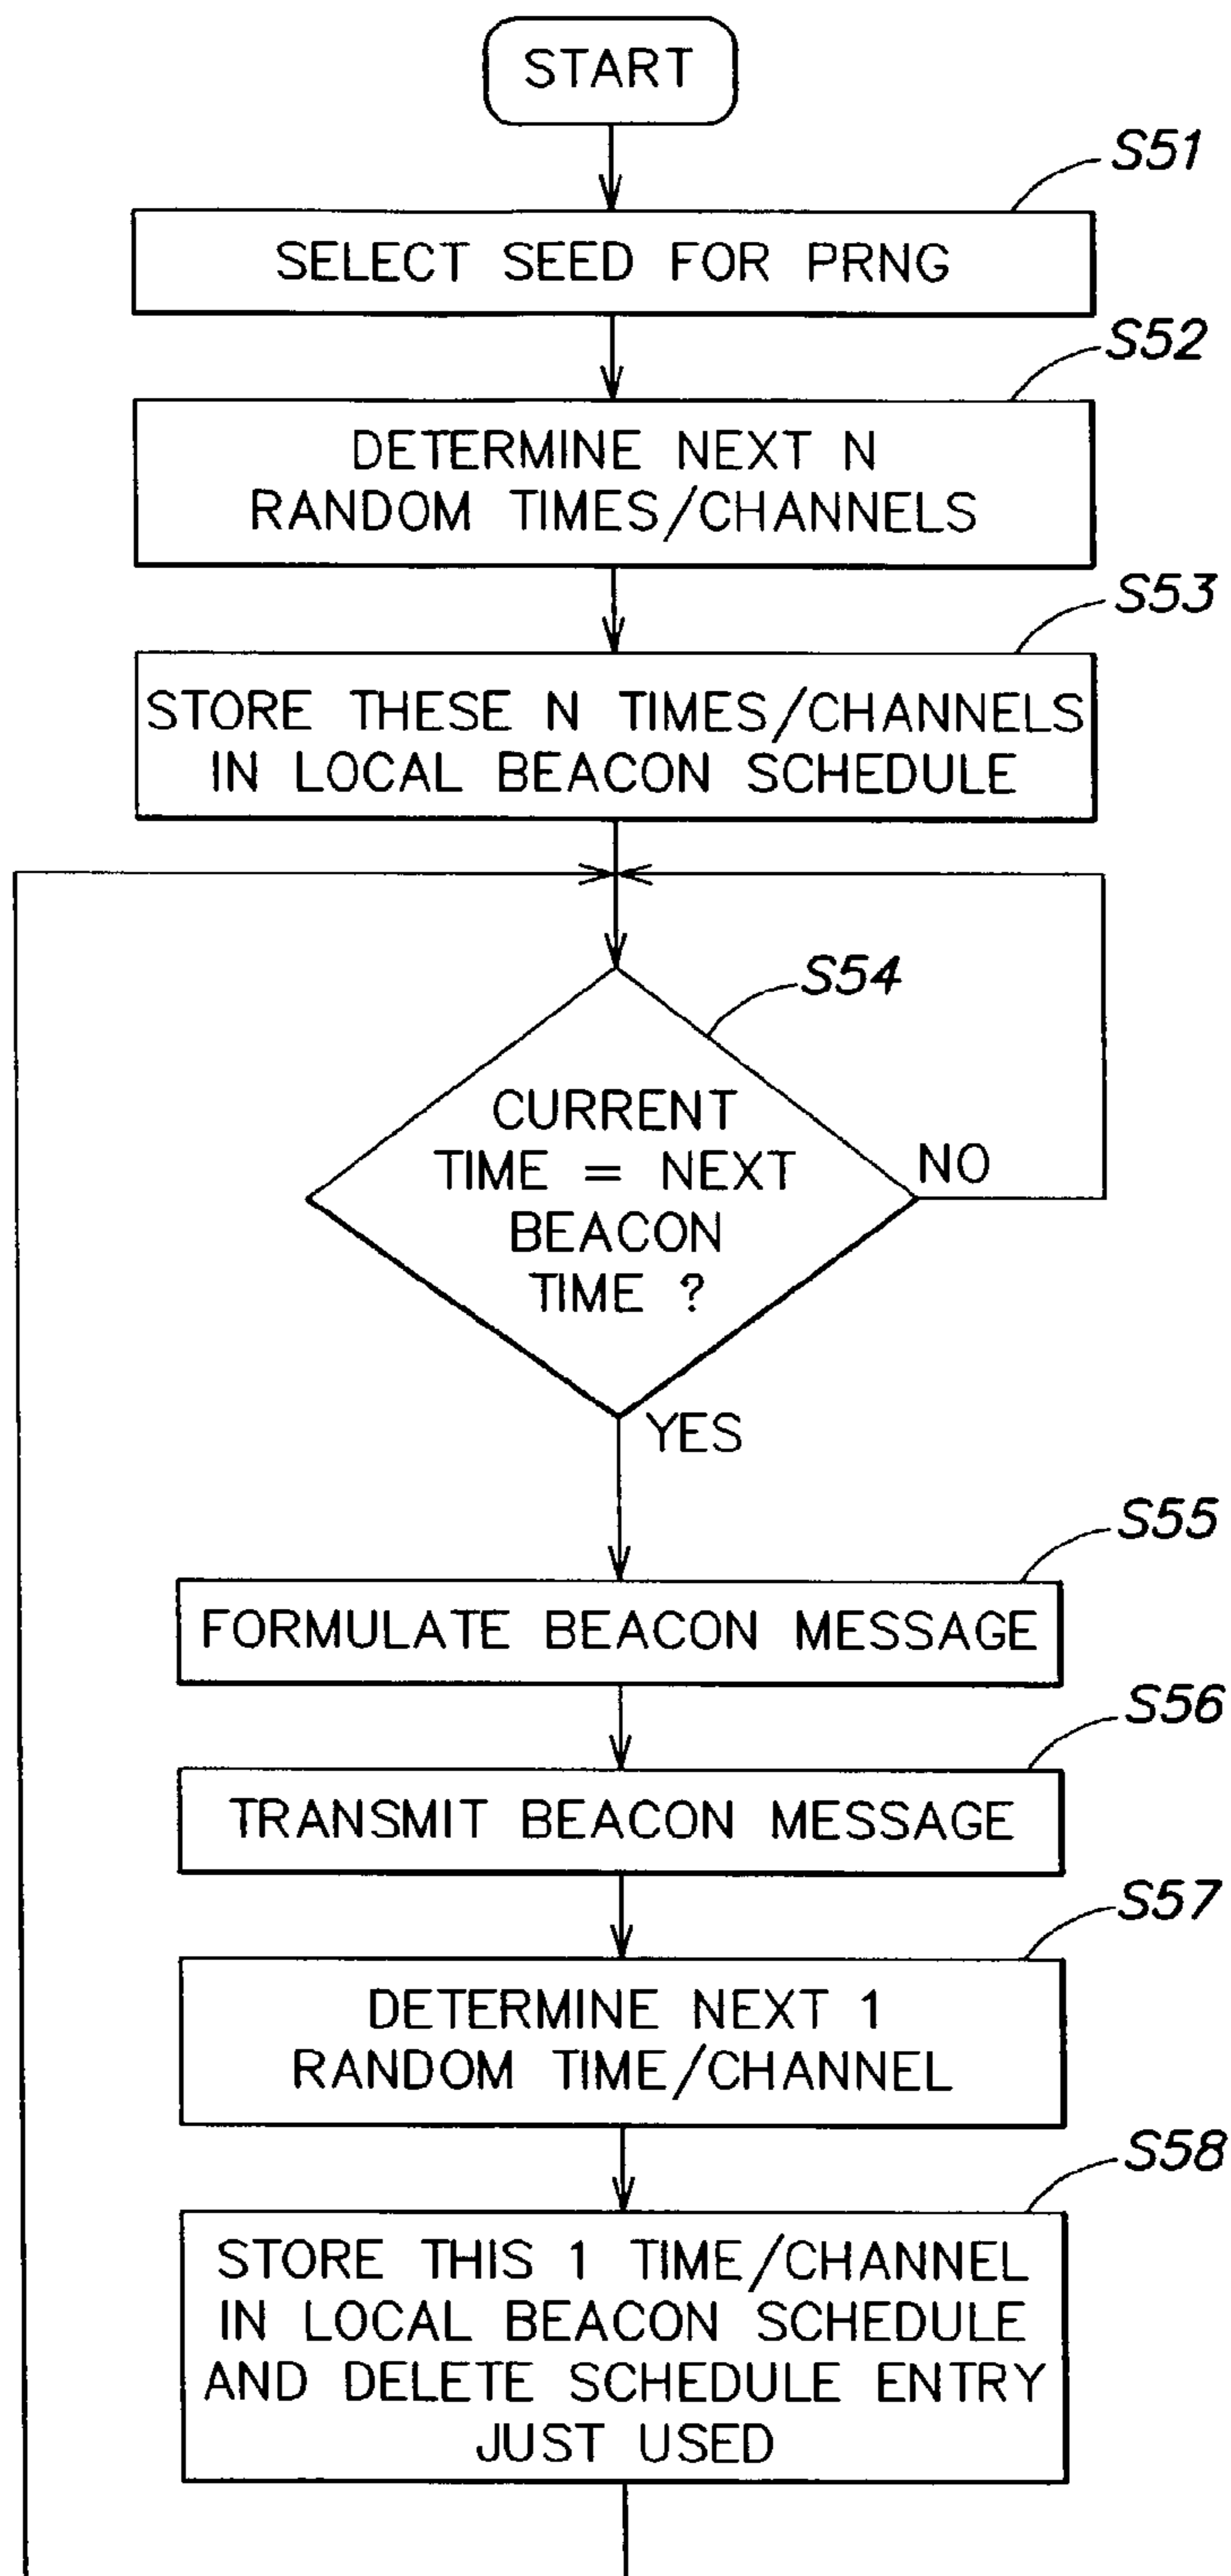 START
S51
SELECT SEED FOR PRNG
S52
DETERMINE NEXT N
RANDOM TIMES/CHANNELS
S53
STORE THESE N TIMES/CHANNELS
IN LOCAL BEACON SCHEDULE
S54
CURRENT
TIME = NEXT
BEACON
TIME ?
NO
YES
S55
FORMULATE BEACON MESSAGE
S56
TRANSMIT BEACON MESSAGE
S57
DETERMINE NEXT 1
RANDOM TIME/CHANNEL
S58
STORE THIS 1 TIME/CHANNEL
IN LOCAL BEACON SCHEDULE
AND DELETE SCHEDULE ENTRY
JUST USED